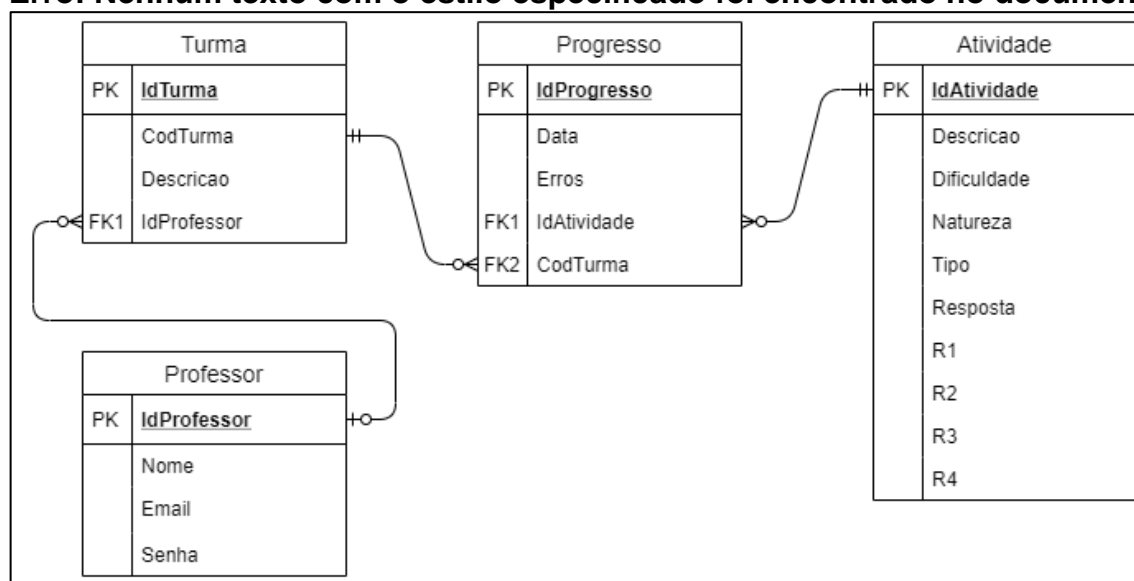 Erro! Nenhum texto com o estilo especificado foi encontrado no documen
Turma
PK IdTurma
CodTurma
Descricao
FK1 IdProfessor
Progresso
PK IdProgresso
Data
Erros
FK1 IdAtividade
FK2 CodTurma
Atividade
PK IdAtividade
Descricao
Dificuldade
Natureza
Tipo
Resposta
R1
R2
R3
R4
Professor
PK IdProfessor
Nome
Email
Senha